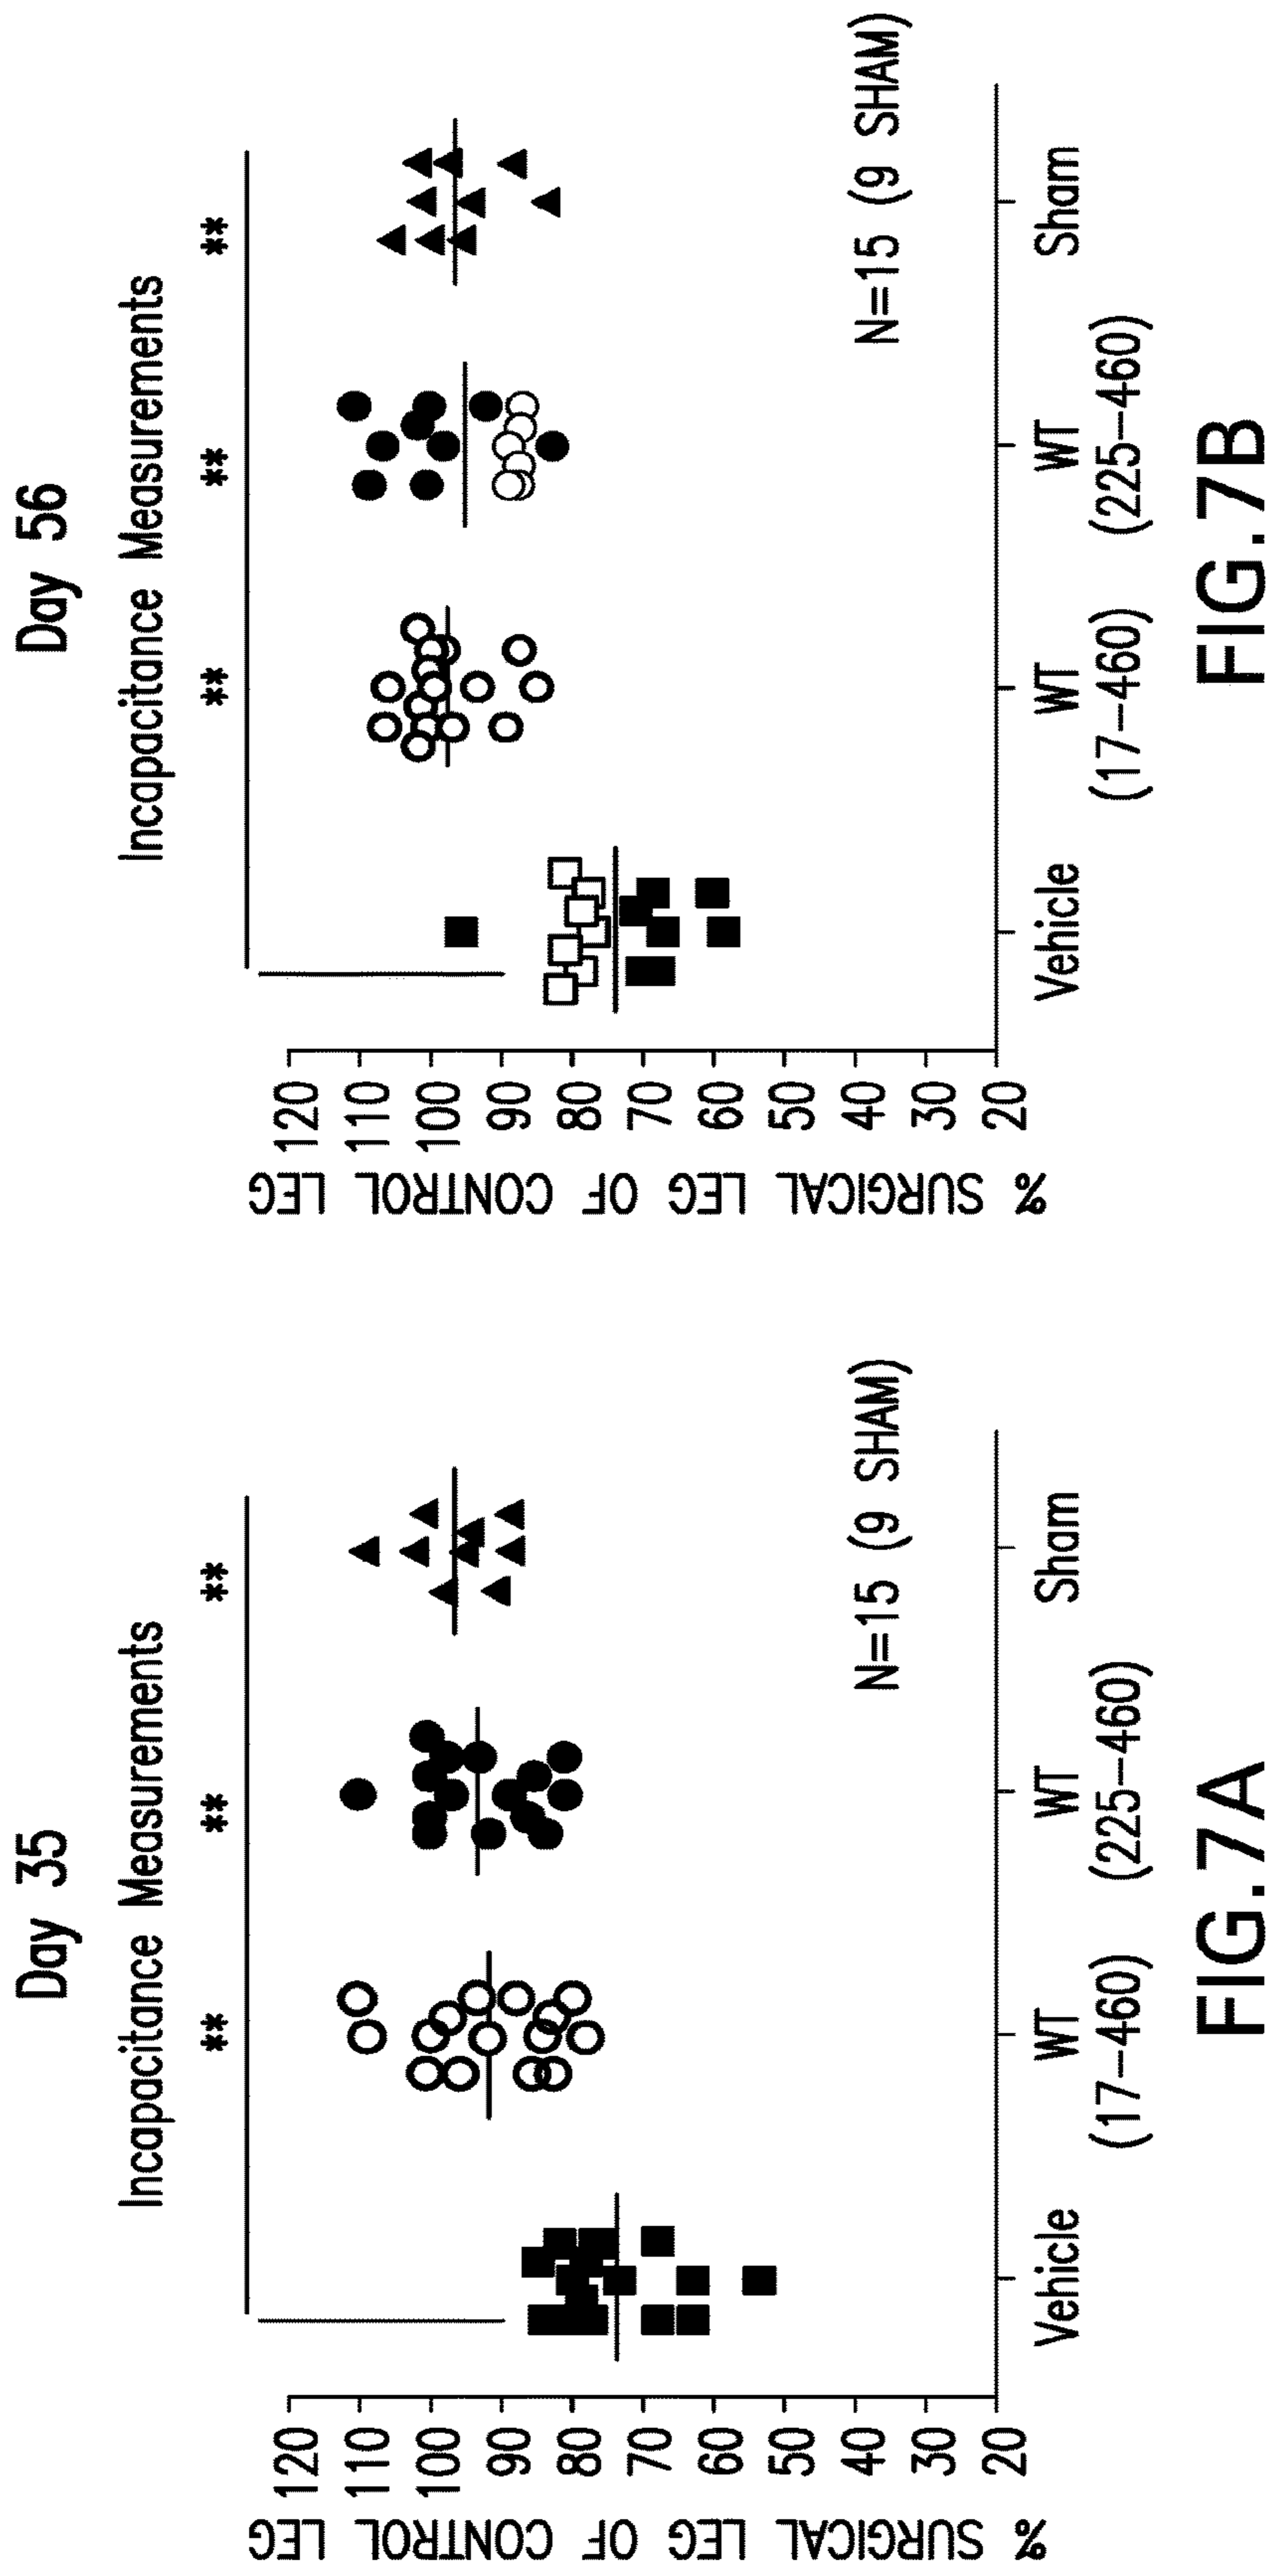 Day 35
Incapacitance Measurements
**
**
**
% SURGICAL LEG OF CONTROL LEG
120
110
100
90
80
70
60
50
40
30
20
N=15 (9 SHAM)
Vehicle
WT
(17–460)
WT
(225–460)
Sham
FIG.7A
Day 56
Incapacitance Measurements
**
**
**
% SURGICAL LEG OF CONTROL LEG
120
110
100
90
80
70
60
50
40
30
20
N=15 (9 SHAM)
Vehicle
WT
(17–460)
WT
(225–460)
Sham
FIG.7B